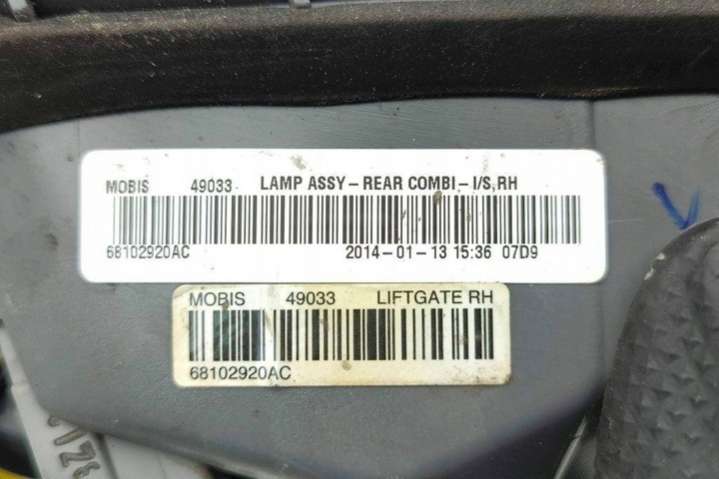 MOBIS 49033 LAMP ASSY-REAR COMBI-I/S,RH
68102920AC 2014-01-13 15:36 07D9
MOBIS 49033 LIFTGATE RH
68102920AC